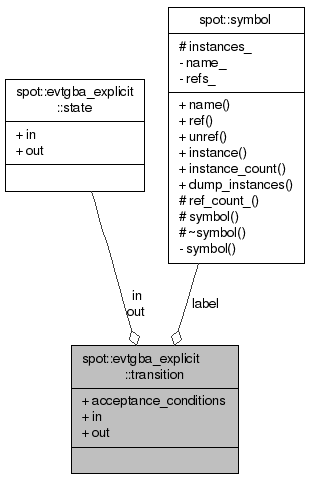 spot::symbol
# instances_
- name_
- refs_
+ name()
+ ref()
+ unref()
+ instance()
+ instance_count()
+ dump_instances()
# ref_count_()
# symbol()
# ~symbol()
- symbol()
spot::evtgba_explicit
::state
+ in
+ out
in
out
label
spot::evtgba_explicit
::transition
+ acceptance_conditions
+ in
+ out